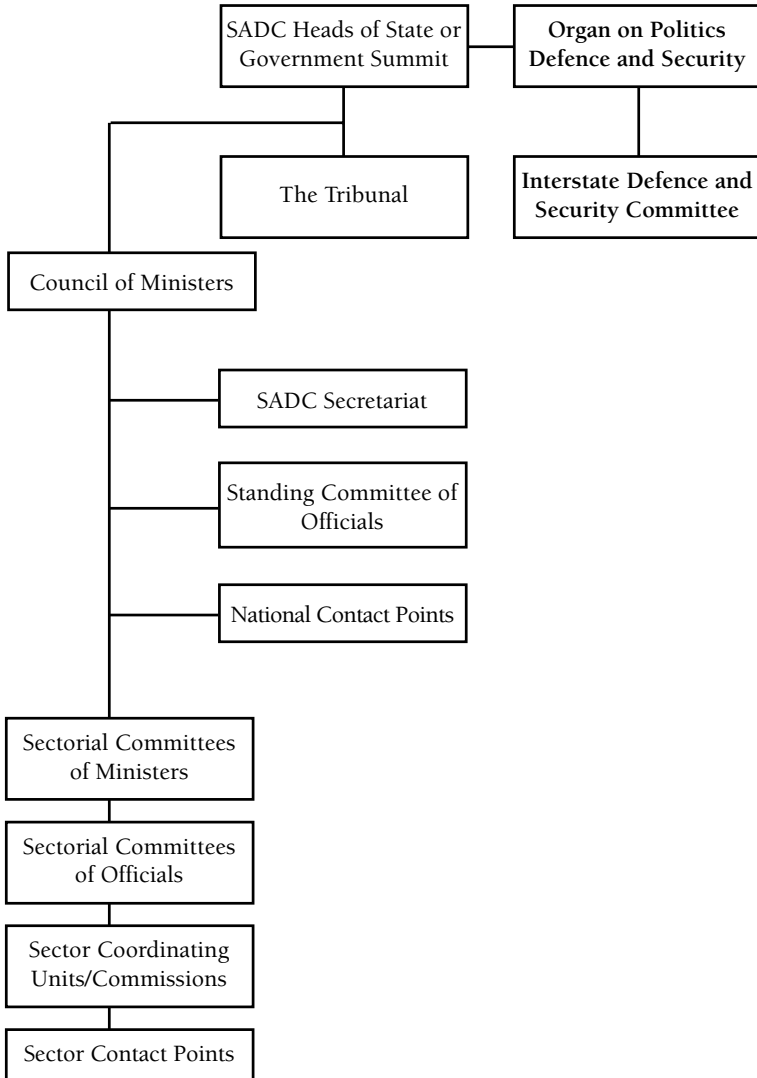 SADC Heads of State or
Government Summit
Organ on Politics
Defence and Security
The Tribunal
Interstate Defence and
Security Committee
Council of Ministers
SADC Secretariat
Standing Committee of
Officials
National Contact Points
Sectorial Committees
of Ministers
Sectorial Committees
of Officials
Sector Coordinating
Units/Commissions
Sector Contact Points